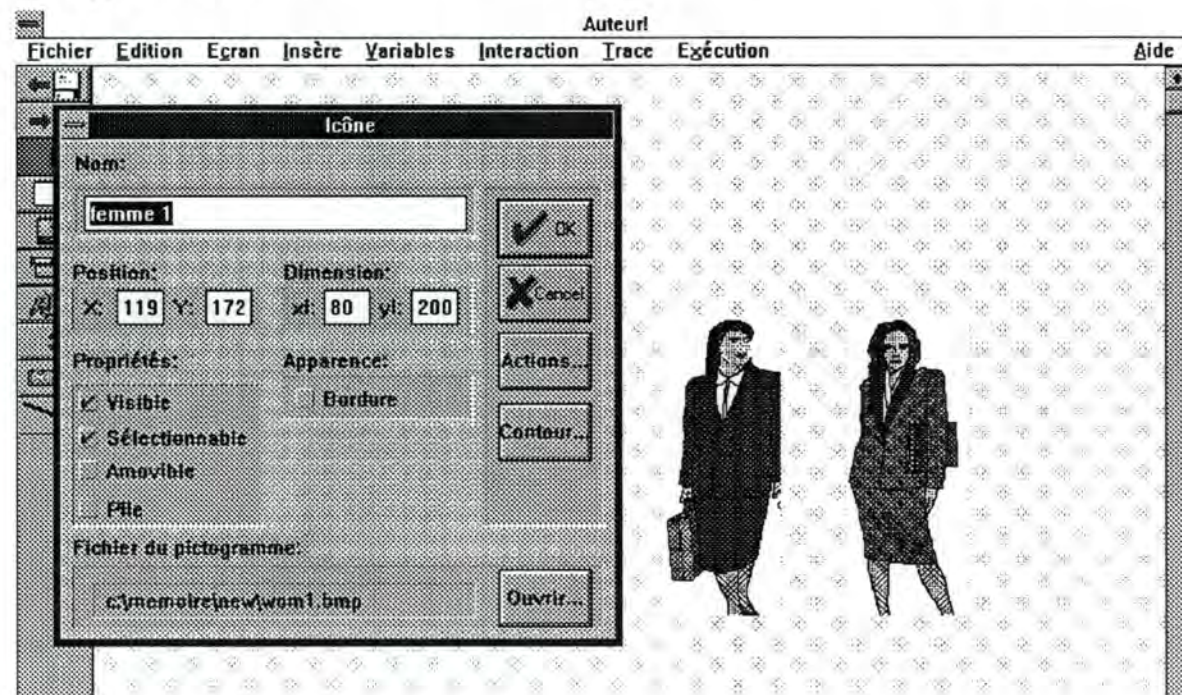 Auteur!
Fichier Edition Ecran Insère Variables Interaction Trace Exécution Aide
Icône
Nom:
femme 1
OK
Position: Dimension:
X: 119 Y: 172 xl: 80 yl: 200
Cancel
Propriétés: Apparence: Actions...
Visible Bordure
Sélectionnable Contour...
Amovible
Pile
Fichier du pictogramme:
c:\memoire\new\wom1.bmp Ouvrir...